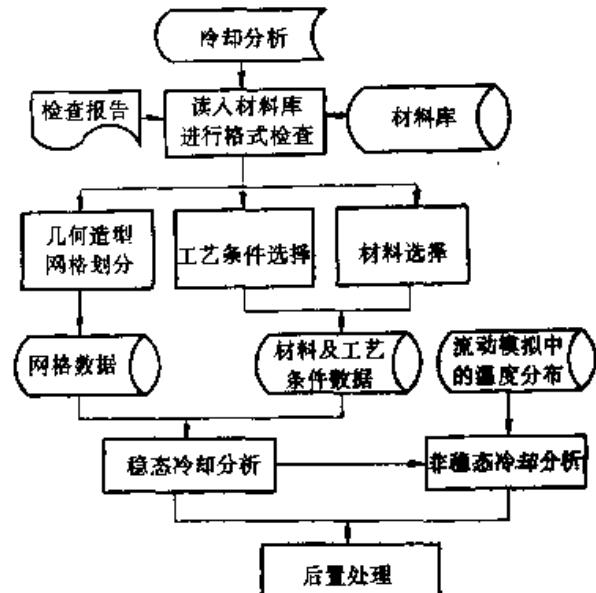 冷却分析
检查报告
读入材料库
进行格式检查
材料库
几何造型
网格划分
工艺条件选择
材料选择
网格数据
材料及工艺
条件数据
流动模拟中
的温度分布
稳态冷却分析
非稳态冷却分析
后置处理